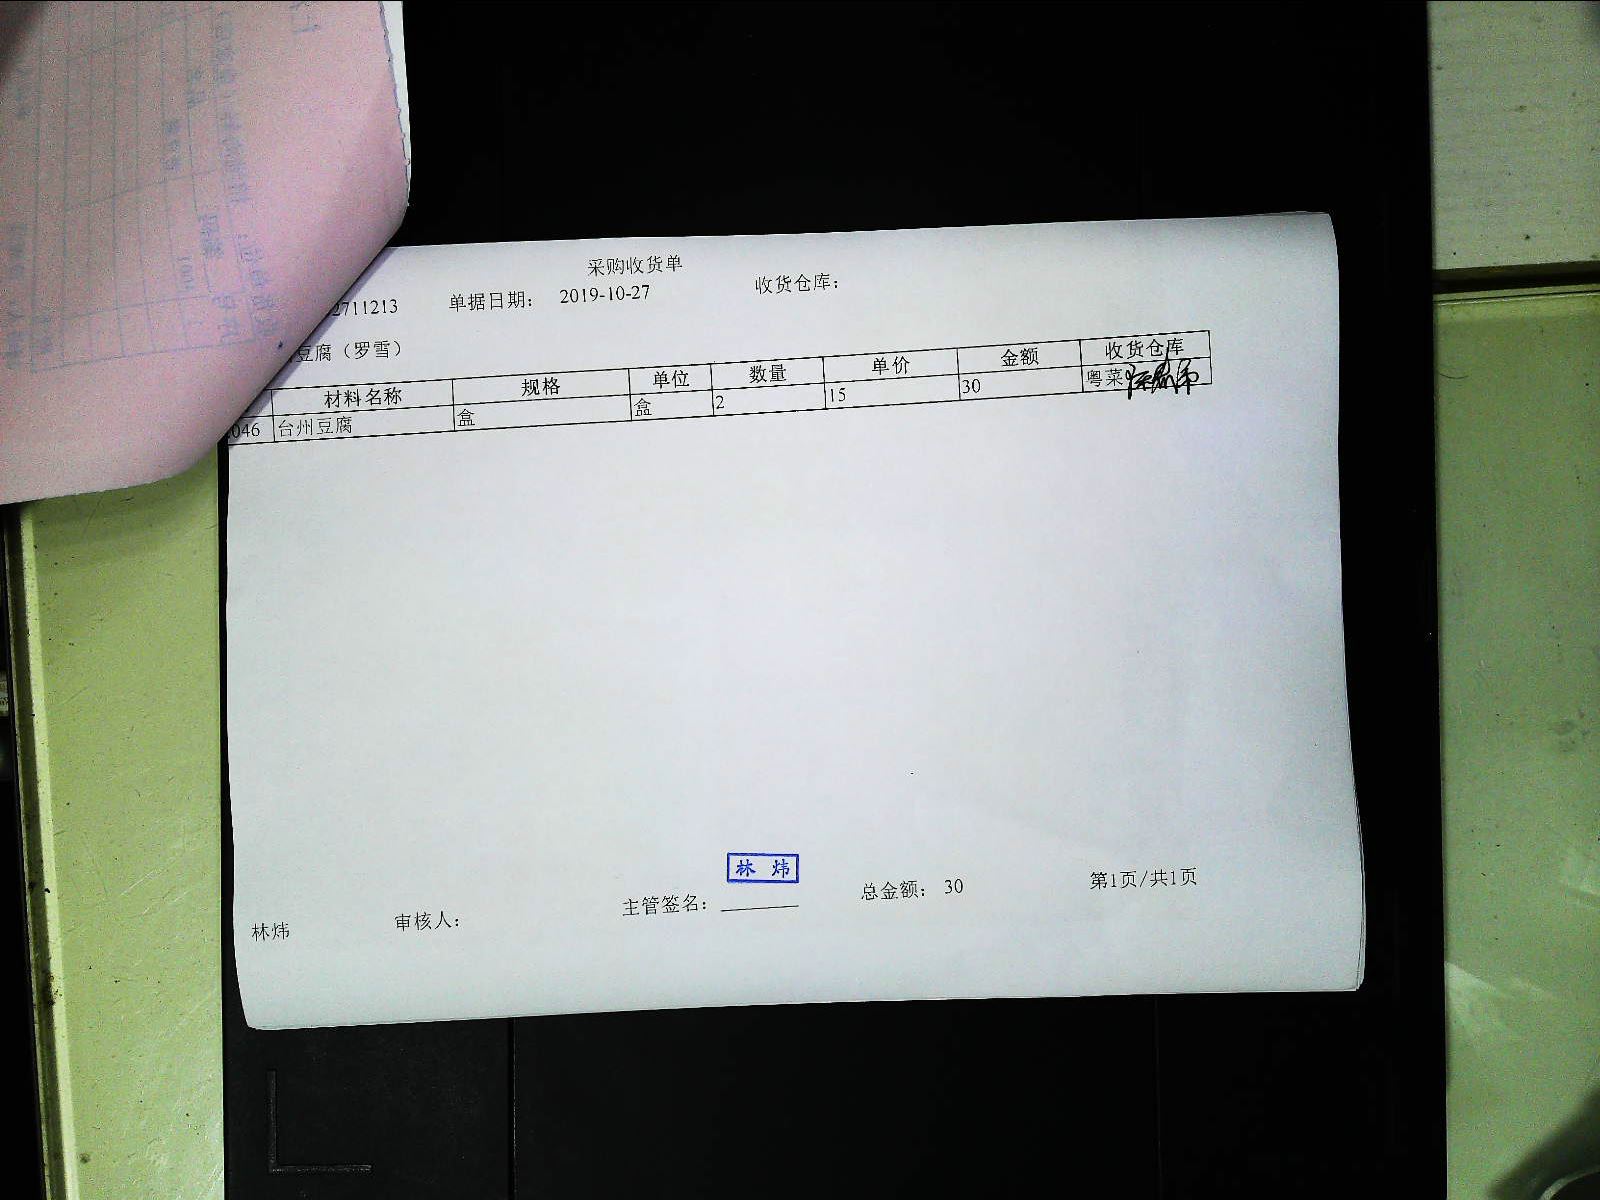 采购收货单
2711213 单据日期： 2019-10-27 收货仓库：
豆腐（罗雪）
材料名称 规格 单位 数量 单价 金额 收货仓库
046 台州豆腐 盒 盒 2 15 30 粤菜
林 炜
林炜 审核人： 主管签名： 总金额： 30 第1页/共1页